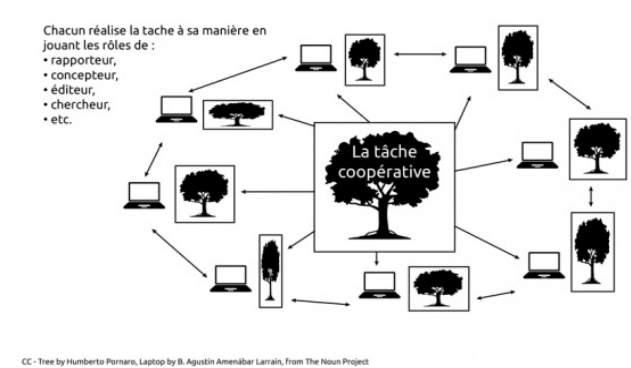 Chacun réalise la tache à sa manière en
jouant les rôles de :
• rapporteur,
• concepteur,
• éditeur,
• chercheur,
• etc.
La tâche
coopérative
CC - Tree by Humberto Pornaro, Laptop by B. Agustín Amenábar Larraín, from The Noun Project